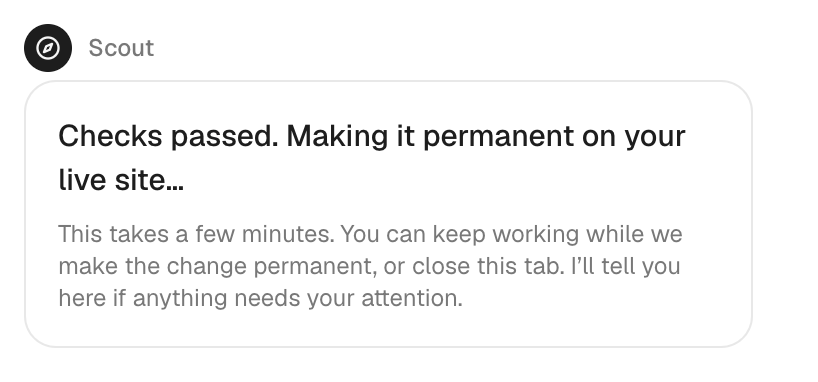 Scout
Checks passed. Making it permanent on your
live site...
This takes a few minutes. You can keep working while we
make the change permanent, or close this tab. I’ll tell you
here if anything needs your attention.